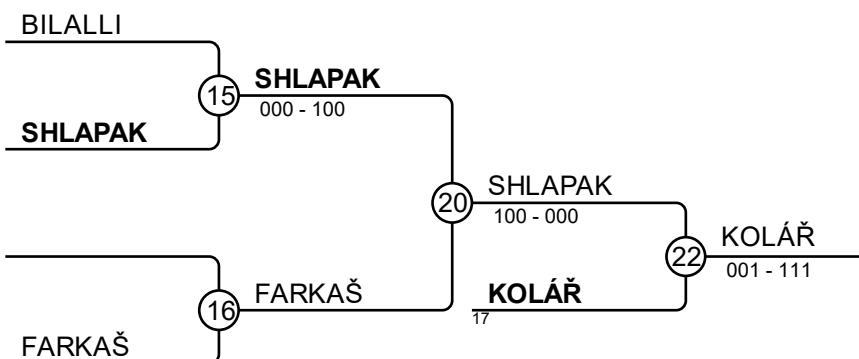 BILALLI
15
SHLAPAK
000 - 100
SHLAPAK
20
SHLAPAK
100 - 000
22
KOLÁŘ
001 - 111
16
FARKAŠ
KOLÁŘ
17
FARKAŠ